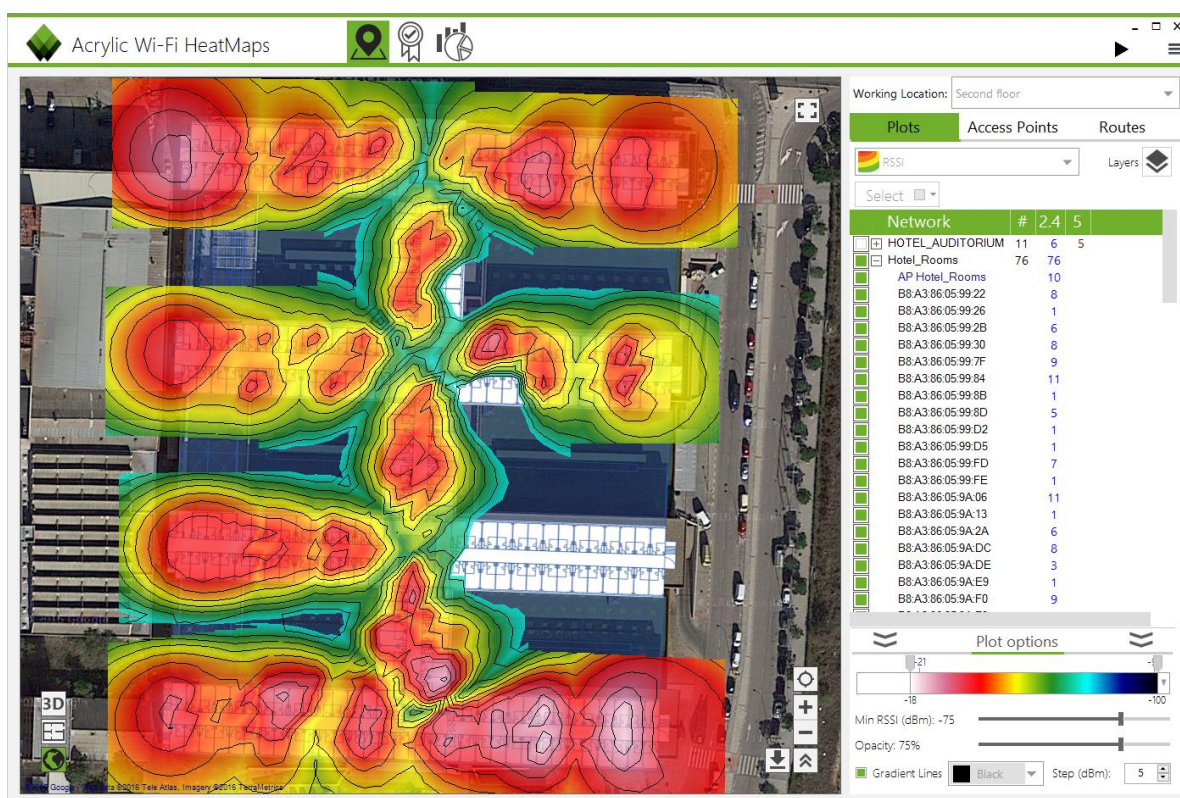 Acrylic Wi-Fi HeatMaps
Working Location: Second floor
Plots Access Points Routes
RSSI Layers
Select
Network # 2.4 5
HOTEL_AUDITORIUM 11 6 5
Hotel_Rooms 76 76
AP Hotel_Rooms 10
B8:A3:86:05:99:22 8
B8:A3:86:05:99:26 1
B8:A3:86:05:99:2B 6
B8:A3:86:05:99:30 8
B8:A3:86:05:99:7F 9
B8:A3:86:05:99:84 11
B8:A3:86:05:99:8B 1
B8:A3:86:05:99:8D 5
B8:A3:86:05:99:D2 1
B8:A3:86:05:99:D5 1
B8:A3:86:05:99:FD 7
B8:A3:86:05:99:FE 1
B8:A3:86:05:9A:06 11
B8:A3:86:05:9A:13 1
B8:A3:86:05:9A:2A 6
B8:A3:86:05:9A:DC 8
B8:A3:86:05:9A:DE 3
B8:A3:86:05:9A:E9 1
B8:A3:86:05:9A:F0 9
Plot options
-21
-18 -100
Min RSSI (dBm): -75
Opacity: 75%
Gradient Lines Black Step (dBm): 5
3D
©2016 Tele Atlas, Imagery ©2016 TerraMetrics